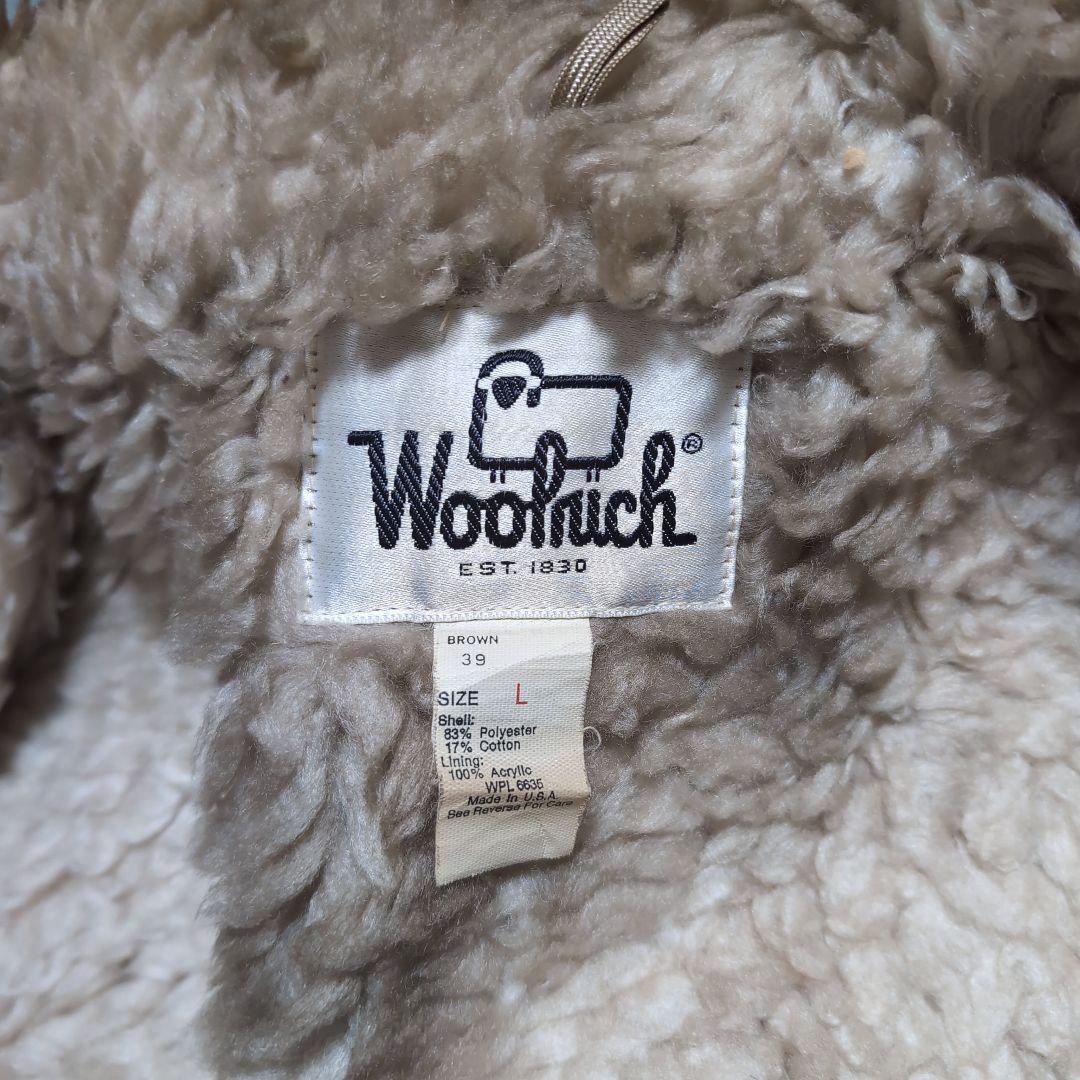 Woolrich®
EST. 1830
BROWN
39
SIZE L
Shell:
83% Polyester
17% Cotton
Lining:
100% Acrylic
WPL 6635
Made In U.S.A.
See Reverse For Care